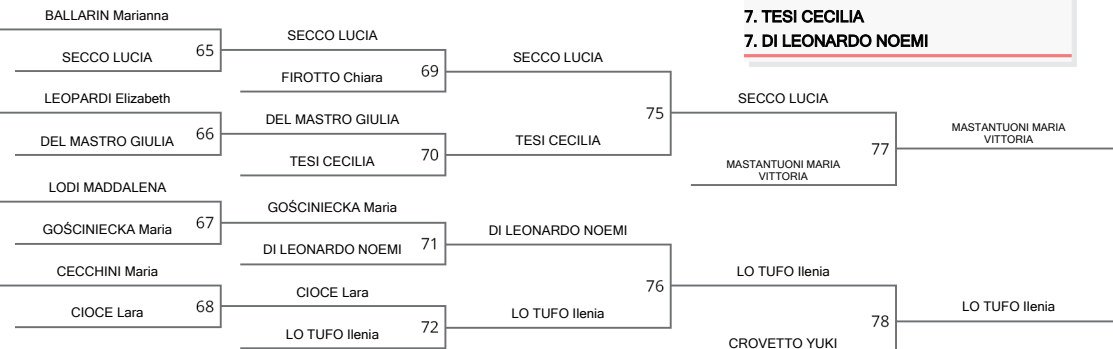 7. TESI CECILIA
7. DI LEONARDO NOEMI
BALLARIN Marianna
SECCO LUCIA
65
LEOPARDI Elizabeth
DEL MASTRO GIULIA
66
LODI MADDALENA
GOŚCINIECKA Maria
67
CECCHINI Maria
CIOCE Lara
68
SECCO LUCIA
FIROTTO Chiara
69
DEL MASTRO GIULIA
TESI CECILIA
70
GOŚCINIECKA Maria
DI LEONARDO NOEMI
71
CIOCE Lara
LO TUFO Ilenia
72
SECCO LUCIA
TESI CECILIA
75
DI LEONARDO NOEMI
LO TUFO Ilenia
76
SECCO LUCIA
MASTANTUONI MARIA
VITTORIA
77
LO TUFO Ilenia
CROVETTO YUKI
78
MASTANTUONI MARIA
VITTORIA
LO TUFO Ilenia